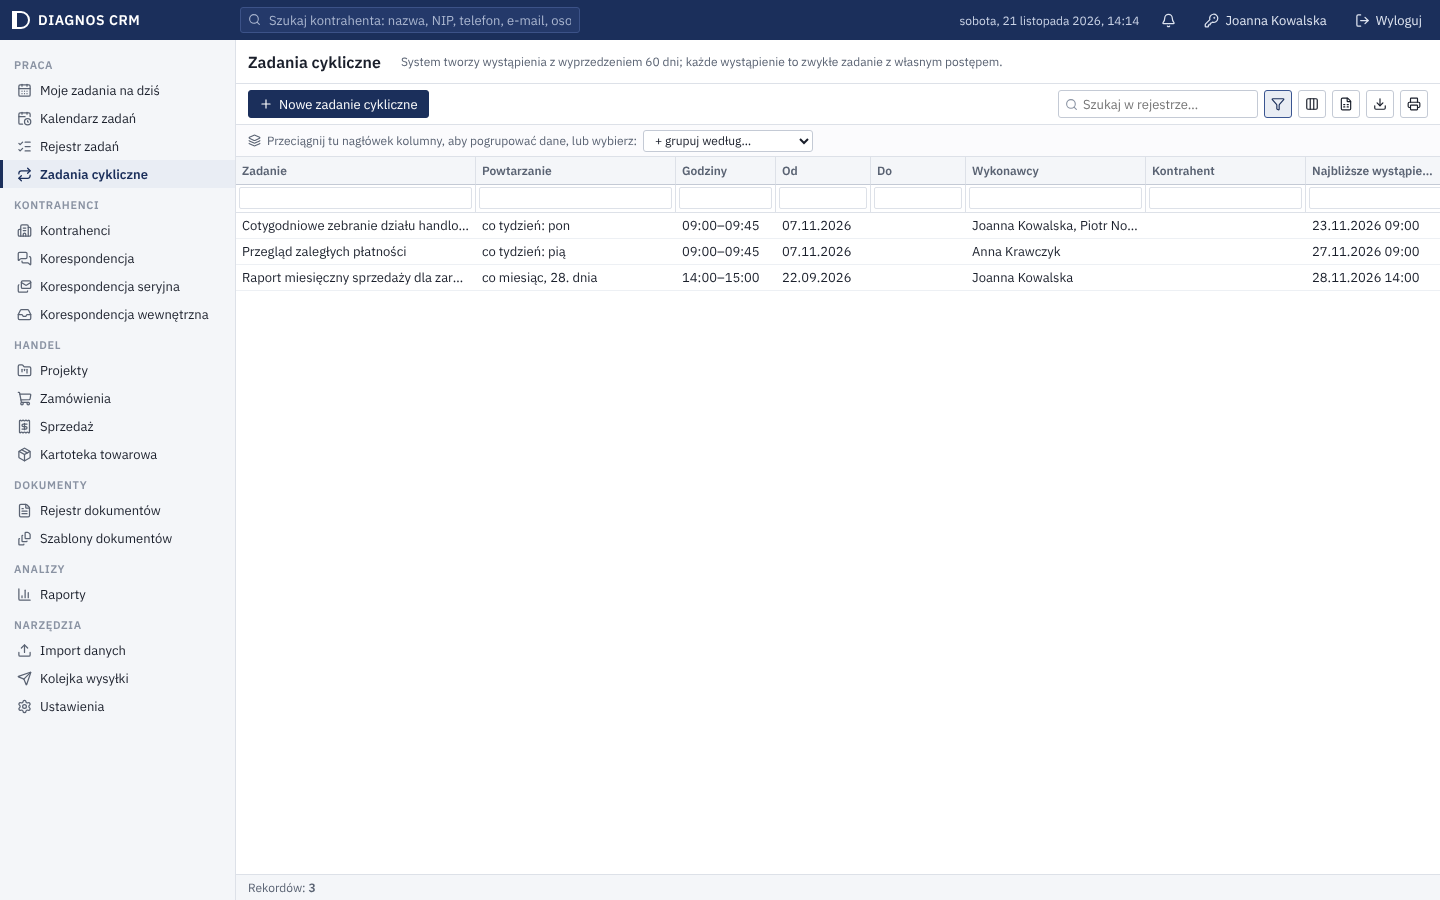 DIAGNOS CRM
Szukaj kontrahenta: nazwa, NIP, telefon, e-mail, oso
sobota, 21 listopada 2026, 14:14
Joanna Kowalska
Wyloguj
PRACA
Moje zadania na dziś
Kalendarz zadań
Rejestr zadań
Zadania cykliczne
KONTRAHENCI
Kontrahenci
Korespondencja
Korespondencja seryjna
Korespondencja wewnętrzna
HANDEL
Projekty
Zamówienia
Sprzedaż
Kartoteka towarowa
DOKUMENTY
Rejestr dokumentów
Szablony dokumentów
ANALIZY
Raporty
NARZĘDZIA
Import danych
Kolejka wysyłki
Ustawienia
Zadania cykliczne
System tworzy wystąpienia z wyprzedzeniem 60 dni; każde wystąpienie to zwykłe zadanie z własnym postępem.
Nowe zadanie cykliczne
Szukaj w rejestrze...
Przeciągnij tu nagłówek kolumny, aby pogrupować dane, lub wybierz:
+ grupuj według...
Zadanie Powtarzanie Godziny Od Do Wykonawcy Kontrahent Najbliższe wystąpie...
Cotygodniowe zebranie działu handlo... co tydzień: pon 09:00–09:45 07.11.2026 Joanna Kowalska, Piotr No... 23.11.2026 09:00
Przegląd zaległych płatności co tydzień: pią 09:00–09:45 07.11.2026 Anna Krawczyk 27.11.2026 09:00
Raport miesięczny sprzedaży dla zar... co miesiąc, 28. dnia 14:00–15:00 22.09.2026 Joanna Kowalska 28.11.2026 14:00
Rekordów: 3